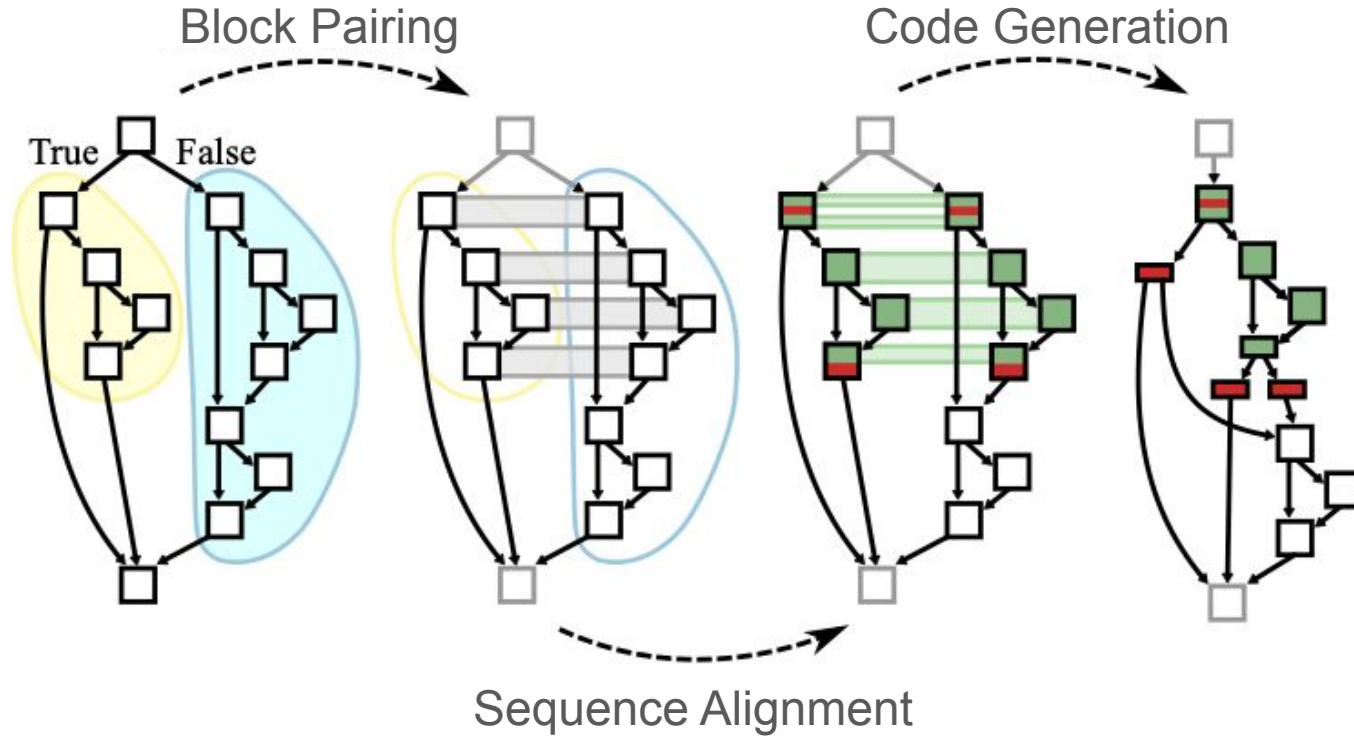 Block Pairing
Code Generation
True
False
Sequence Alignment